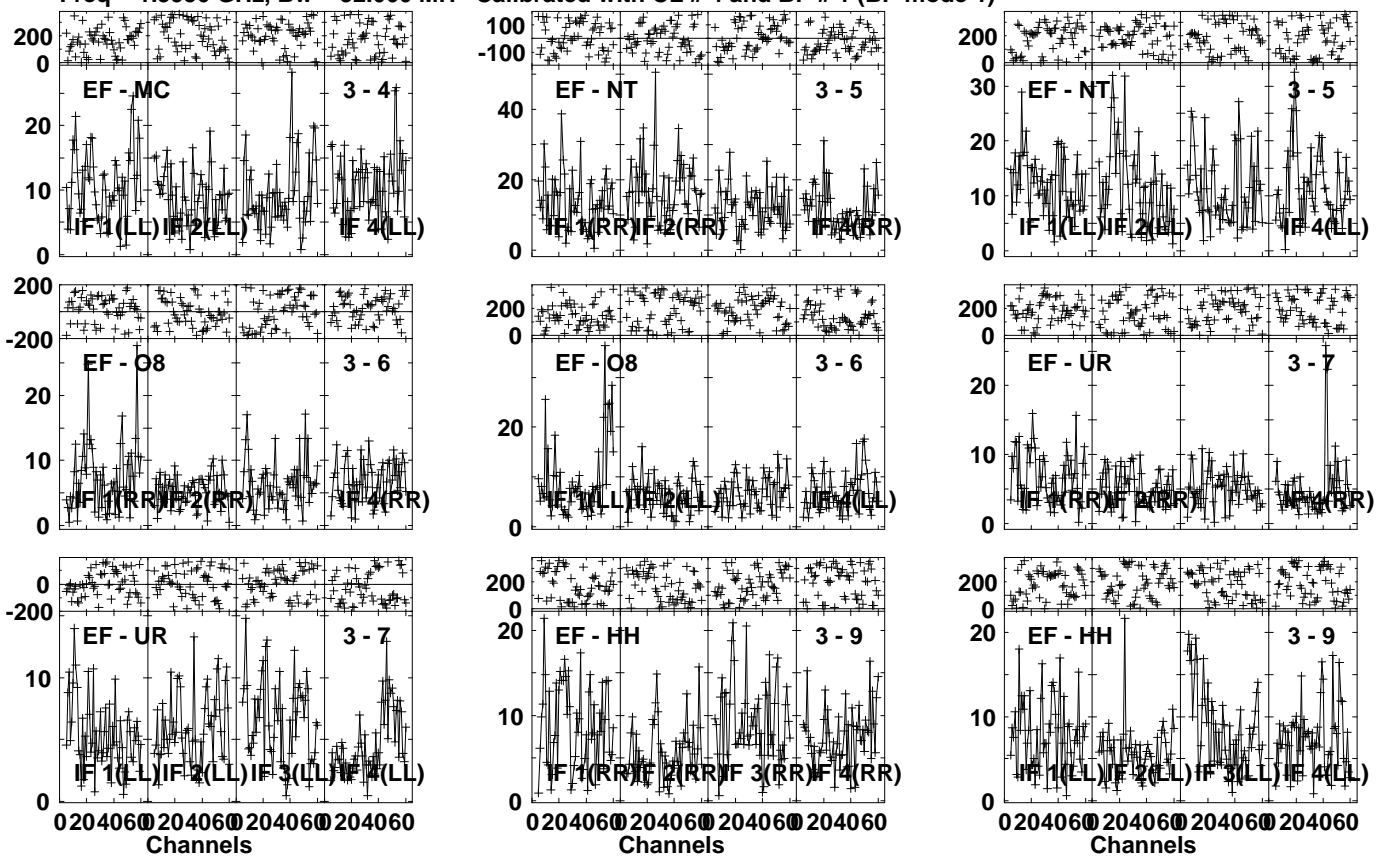 Calibrated with CL # 4 and BP # 1 (BP mode 1)
200
0
100
-100
200
0
EF - MC 3 - 4
EF - NT 3 - 5
EF - NT 3 - 5
20
10
0
40
20
0
30
20
10
0
IF 1(LL) IF 2(LL) IF 4(LL)
IF 1(RR) IF 2(RR) IF 4(RR)
IF 1(LL) IF 2(LL) IF 4(LL)
200
-200
200
0
200
0
EF - O8 3 - 6
EF - O8 3 - 6
EF - UR 3 - 7
20
10
0
20
0
20
10
0
IF 1(RR) IF 2(RR) IF 4(RR)
IF 1(LL) IF 2(LL) IF 4(LL)
IF 1(RR) IF 2(RR) IF 4(RR)
0
-200
200
0
200
0
EF - UR 3 - 7
EF - HH 3 - 9
EF - HH 3 - 9
10
0
20
10
0
20
10
0
IF 1(LL) IF 2(LL) IF 3(LL) IF 4(LL)
IF 1(RR) IF 2(RR) IF 3(RR) IF 4(RR)
IF 1(LL) IF 2(LL) IF 3(LL) IF 4(LL)
0 20 40 60 0 20 40 60 0 20 40 60 0 20 40 60
0 20 40 60 0 20 40 60 0 20 40 60 0 20 40 60
0 20 40 60 0 20 40 60 0 20 40 60 0 20 40 60
Channels
Channels
Channels